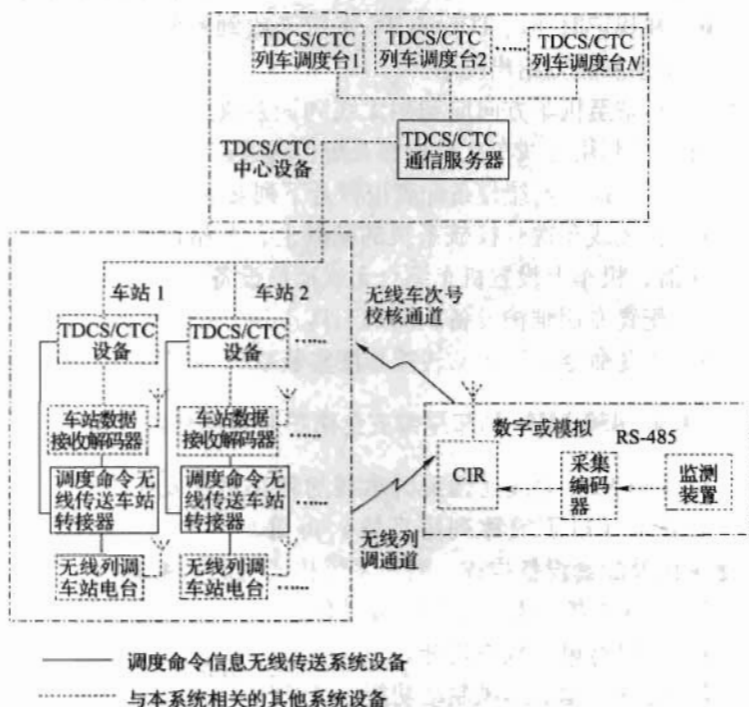 TDCS/CTC
列车调度台1
TDCS/CTC
列车调度台2
……
TDCS/CTC
列车调度台N
TDCS/CTC
中心设备
TDCS/CTC
通信服务器
车站 1
车站 2
TDCS/CTC
设备
TDCS/CTC
设备
……
车站数据
接收解码器
车站数据
接收解码器
……
调度命令无
线传送车站
转接器
调度命令无
线传送车站
转接器
无线列调
车站电台
无线列调
车站电台
……
无线车次号
校核通道
无线列调
通道
数字或模拟
RS-485
CIR
采集
编码
器
监测
装置
调度命令信息无线传送系统设备
与本系统相关的其他系统设备